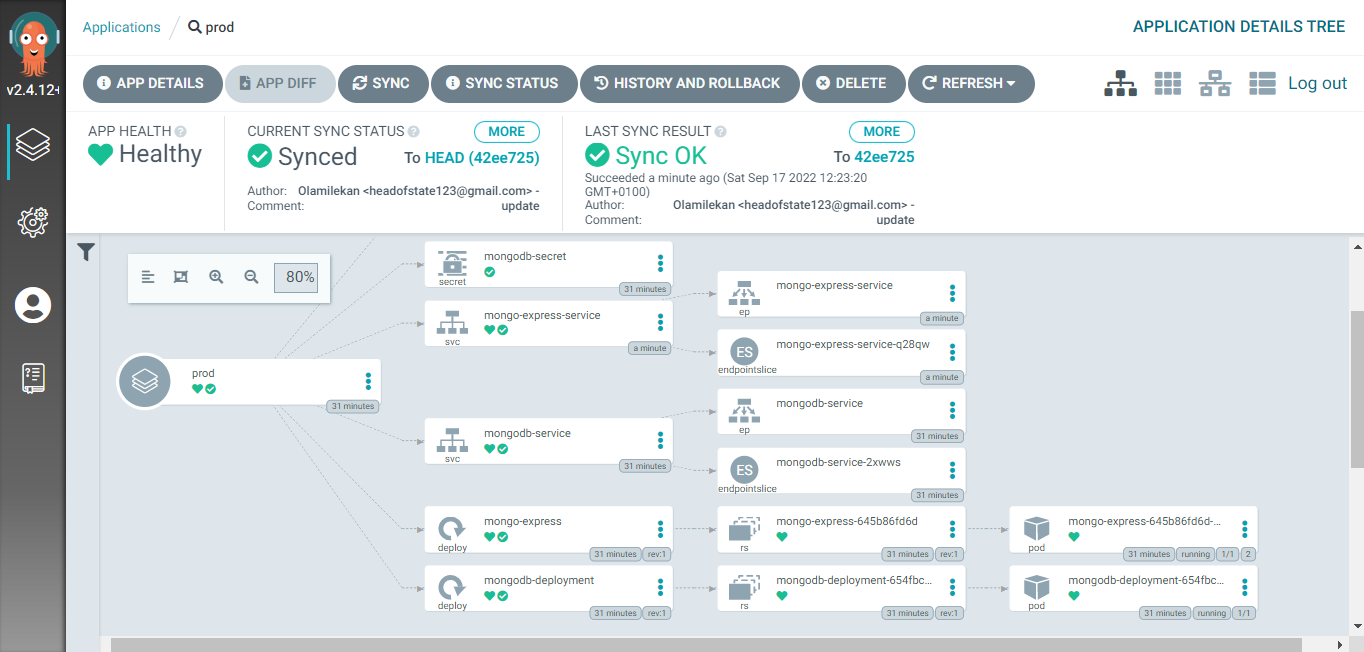 Applications / prod
APPLICATION DETAILS TREE
v2.4.12+
APP DETAILS
APP DIFF
SYNC
SYNC STATUS
HISTORY AND ROLLBACK
DELETE
REFRESH
Log out
APP HEALTH
Healthy
CURRENT SYNC STATUS
MORE
Synced
To HEAD (42ee725)
Author: Olamilekan <headofstate123@gmail.com> -
Comment: update
LAST SYNC RESULT
MORE
Sync OK
To 42ee725
Succeeded a minute ago (Sat Sep 17 2022 12:23:20
GMT+0100)
Author: Olamilekan <headofstate123@gmail.com> -
Comment: update
80%
prod
31 minutes
mongodb-secret
secret
31 minutes
mongo-express-service
svc
a minute
mongo-express-service
ep
a minute
ES
mongo-express-service-q28qw
endpointslice
a minute
mongodb-service
svc
31 minutes
mongodb-service
ep
31 minutes
ES
mongodb-service-2xwws
endpointslice
31 minutes
mongo-express
deploy
31 minutes rev:1
mongo-express-645b86fd6d
rs
31 minutes rev:1
mongo-express-645b86fd6d-...
pod
31 minutes running 1/1 2
mongodb-deployment
deploy
31 minutes rev:1
mongodb-deployment-654fbc...
rs
31 minutes rev:1
mongodb-deployment-654fbc...
pod
31 minutes running 1/1